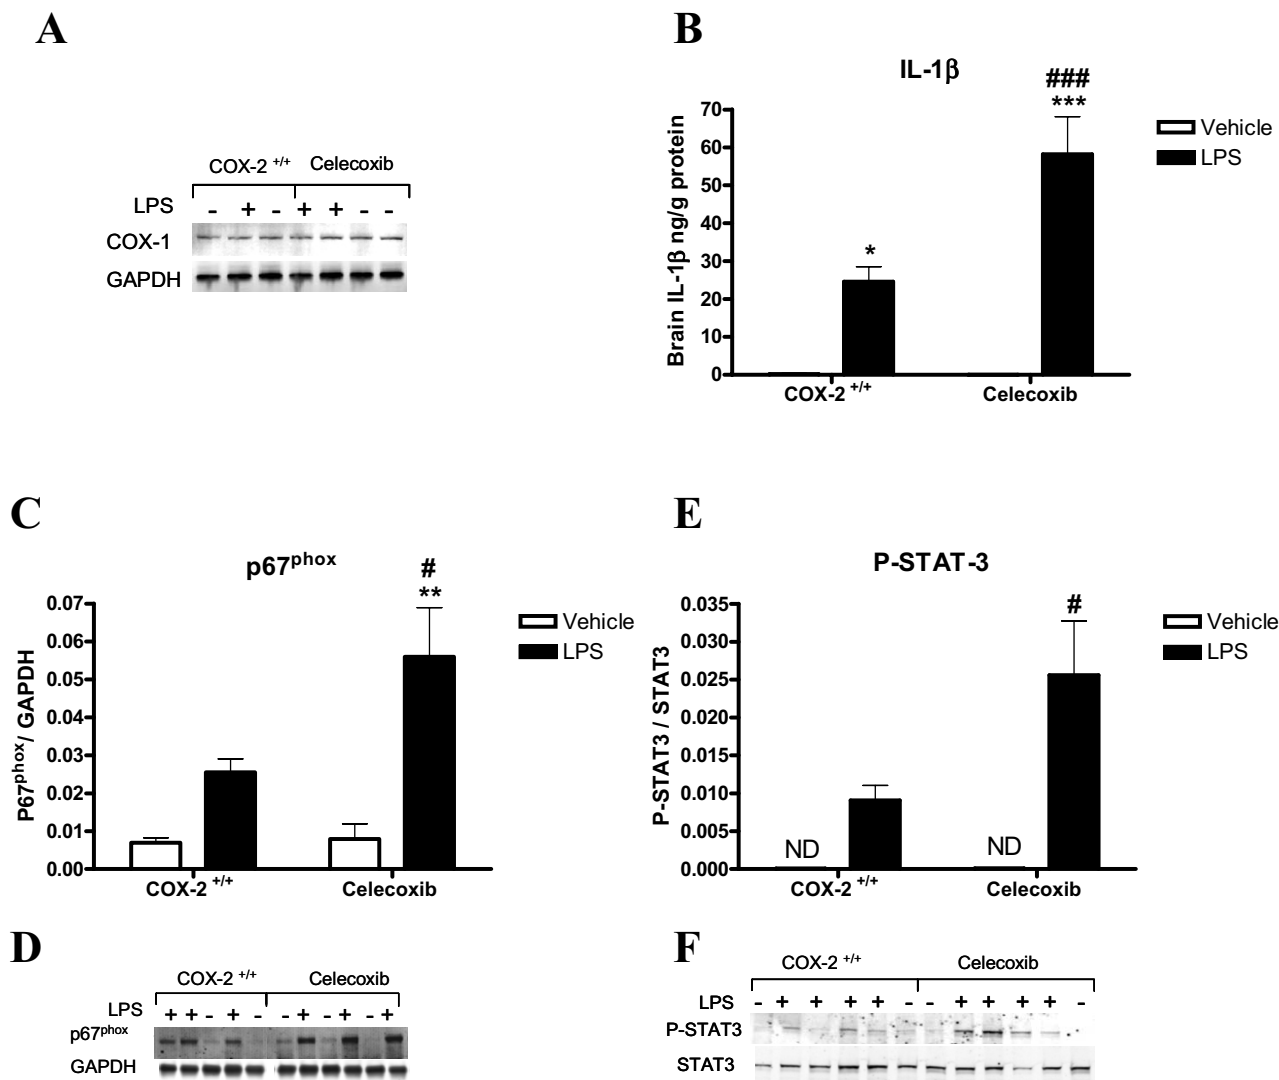 A
COX-2 +/+ Celecoxib
LPS - + - + + - -
COX-1
GAPDH
B
IL-1β
###
***
*
Brain IL-1β ng/g protein
70
60
50
40
30
20
10
0
COX-2 +/+ Celecoxib
Vehicle
LPS
C
p67phox
#
**
P67phox/ GAPDH
0.07
0.06
0.05
0.04
0.03
0.02
0.01
0.00
COX-2 +/+ Celecoxib
Vehicle
LPS
E
P-STAT-3
#
P-STAT3 / STAT3
0.035
0.030
0.025
0.020
0.015
0.010
0.005
0.000
ND ND
COX-2 +/+ Celecoxib
Vehicle
LPS
D
COX-2 +/+ Celecoxib
LPS + + - + - - + - + - +
p67phox
GAPDH
F
COX-2 +/+ Celecoxib
LPS - + + + + - - + + + + -
P-STAT3
STAT3